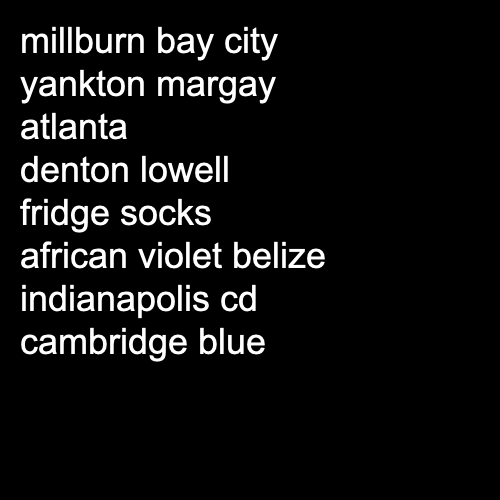 millburn bay city
yankton margay
atlanta
denton lowell
fridge socks
african violet belize
indianapolis cd
cambridge blue